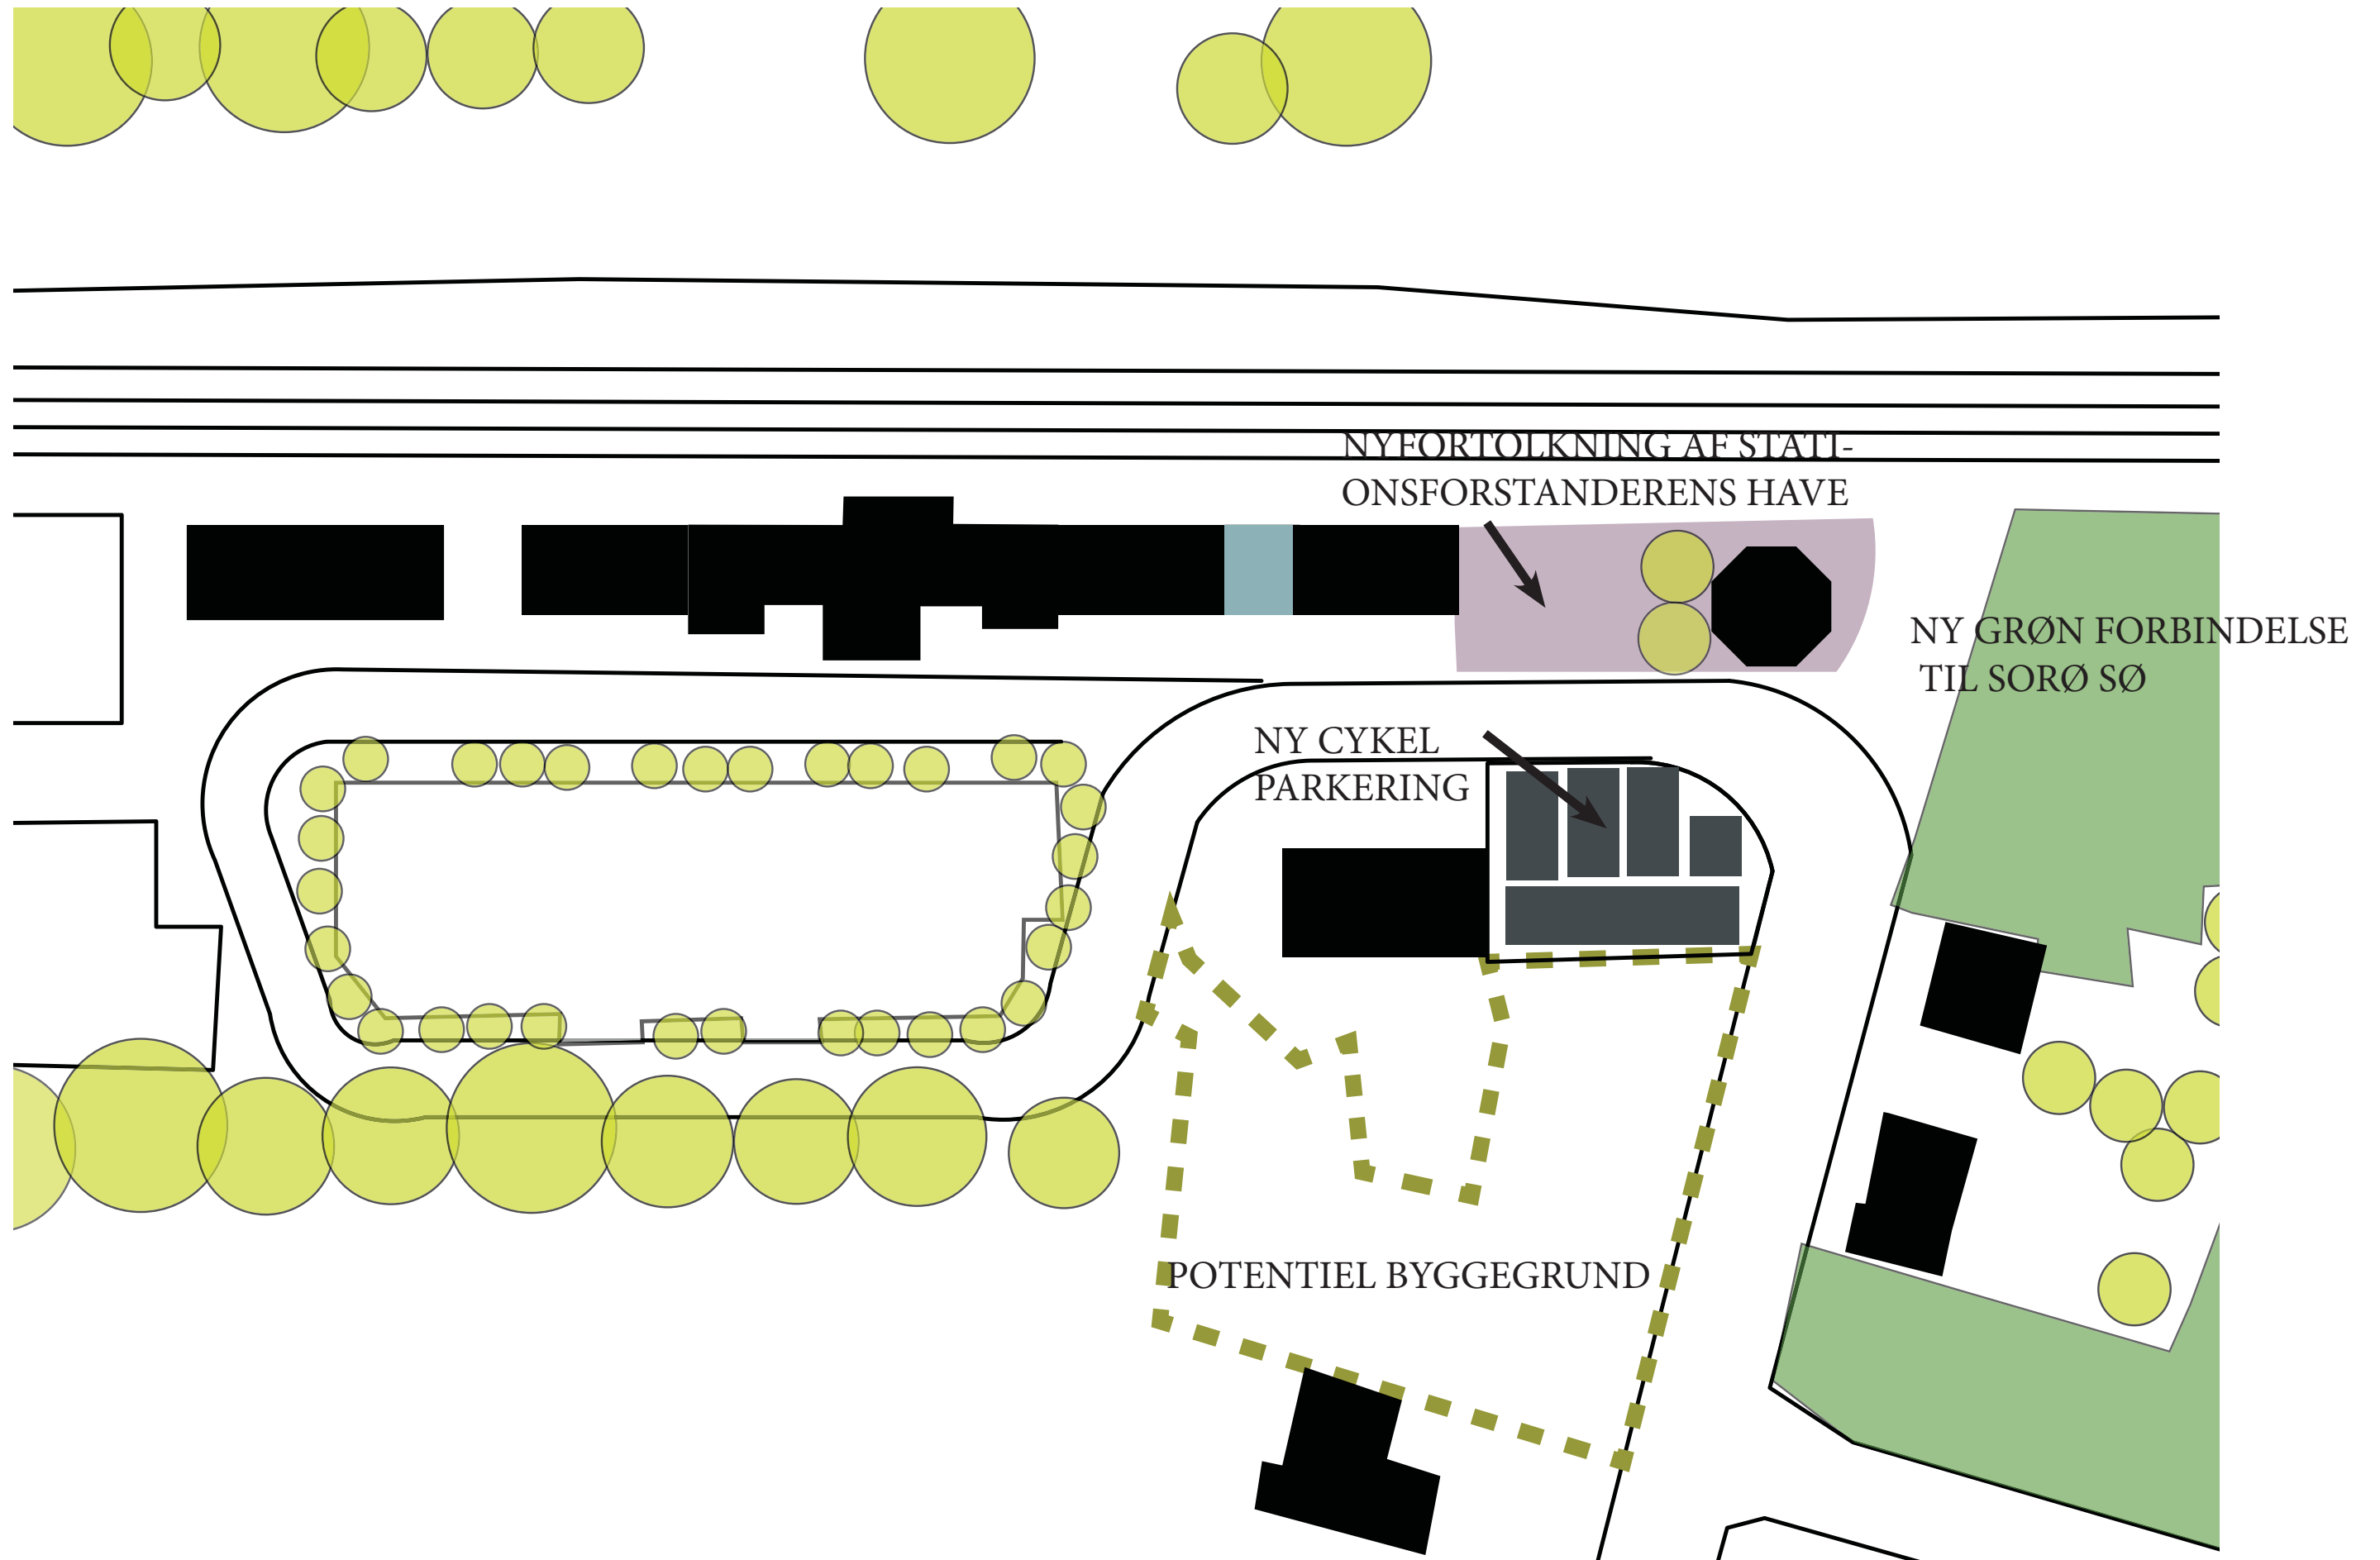 NYFORTOLKNING AF STATI-
ONSFORSTANDERENS HAVE
NY GRØN FORBINDELSE
TIL SORØ SØ
NY CYKEL
PARKERING
POTENTIEL BYGGEGRUND